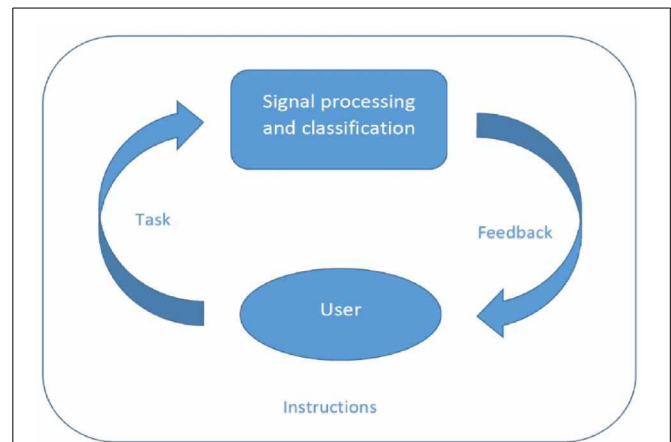 Signal processing
and classification
Task
Feedback
User
Instructions